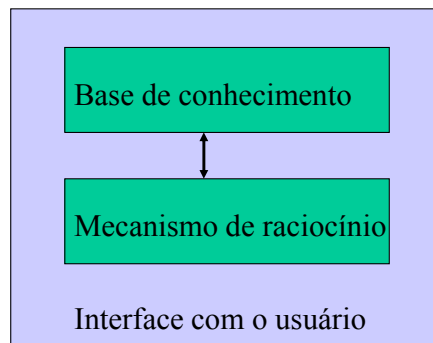 Base de conhecimento
Mecanismo de raciocínio
Interface com o usuário